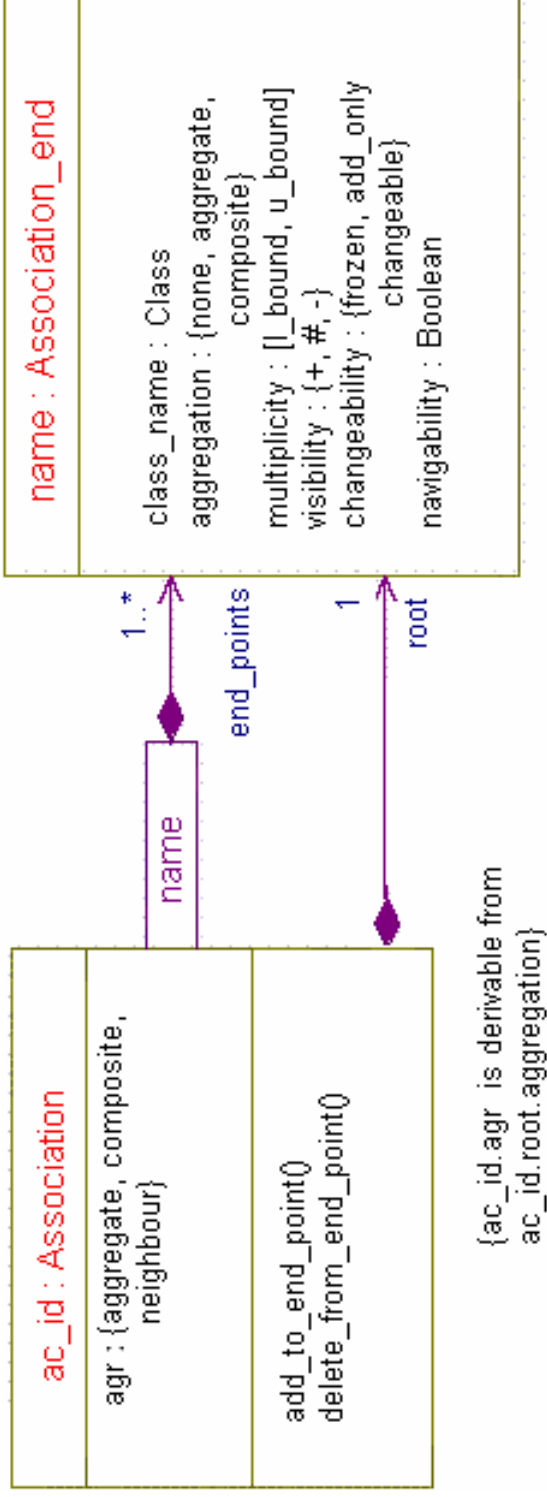 ac_id : Association
agr : {aggregate, composite,
neighbour}
add_to_end_point()
delete_from_end_point()
{ac_id.agr is derivable from
ac_id.root.aggregation}
name
1..*
end_points
1
root
name : Association_end
class_name : Class
aggregation : {none, aggregate,
composite}
multiplicity : [l_bound, u_bound]
visibility : {+, #, -}
changeability : {frozen, add_only
changeable}
navigability : Boolean